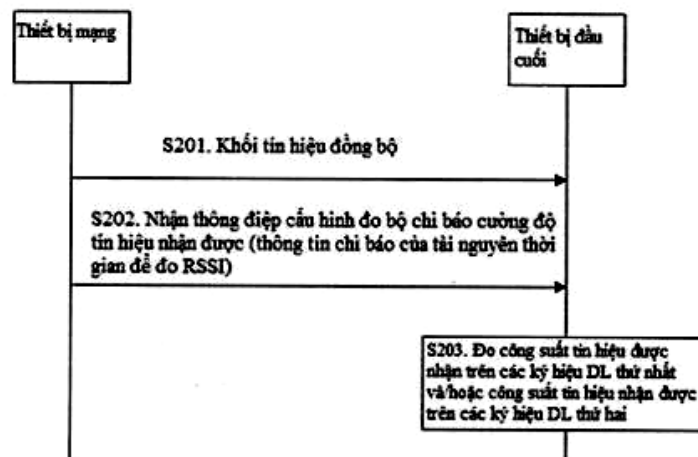 Thiết bị mạng
Thiết bị đầu
cuối
S201. Khối tín hiệu đồng bộ
S202. Nhận thông điệp cấu hình đo bộ chỉ báo cường độ
tín hiệu nhận được (thông tin chỉ báo của tài nguyên thời
gian để đo RSSI)
S203. Đo công suất tín hiệu được
nhận trên các ký hiệu DL thứ nhất
và/hoặc công suất tín hiệu nhận được
trên các ký hiệu DL thứ hai